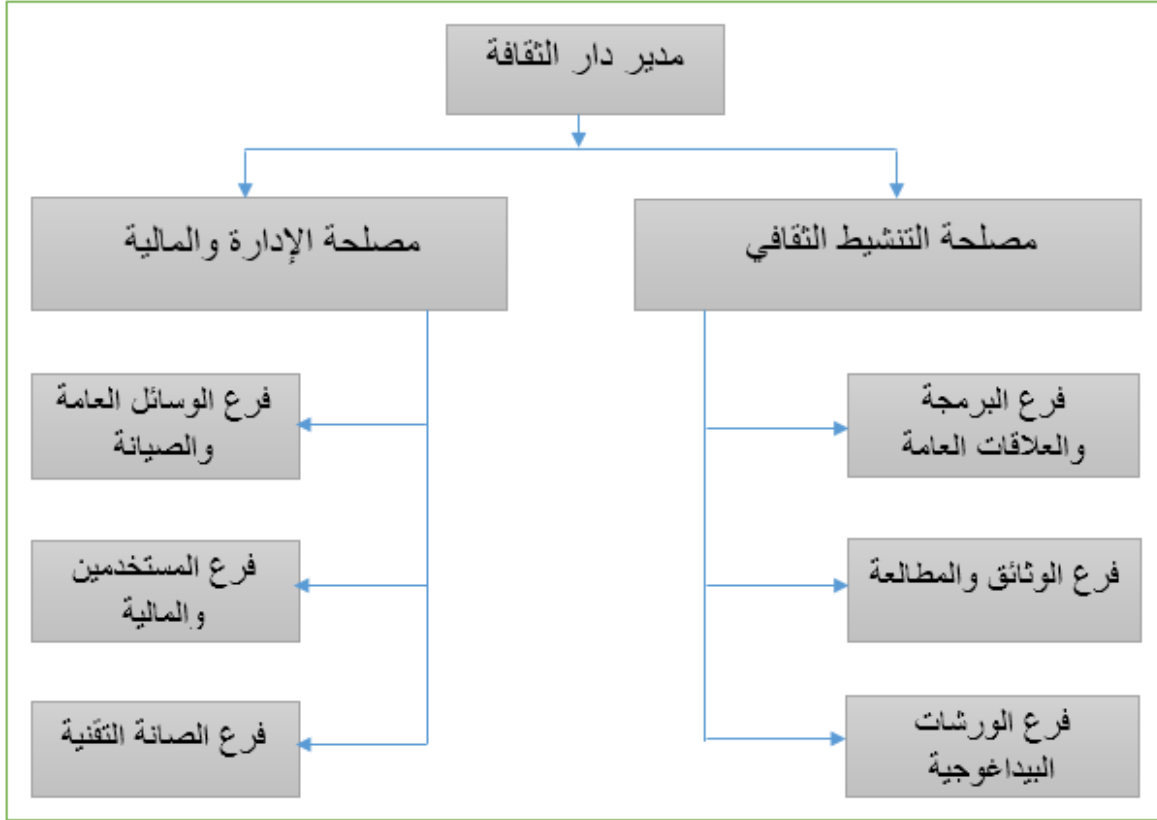 مدير دار الثقافة
مصلحة التنشيط الثقافي
مصلحة الإدارة والمالية
فرع البرمجة
والعلاقات العامة
فرع الوثائق والمطالعة
فرع الورشات
البيداغوجية
فرع الوسائل العامة
والصيانة
فرع المستخدمين
والمالية
فرع الصانة التقنية